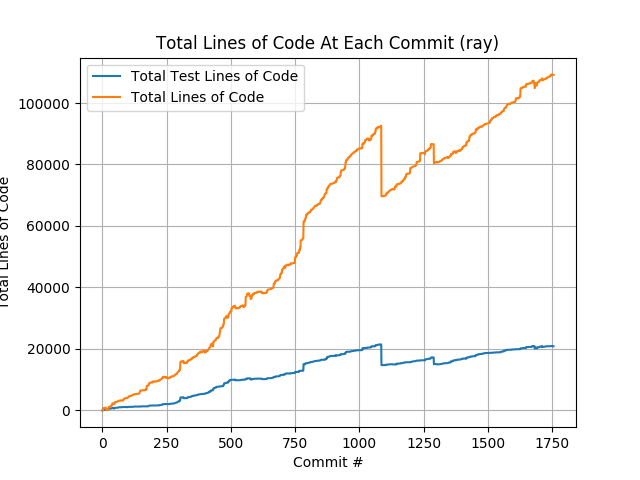 Total Lines of Code At Each Commit (ray)
Total Test Lines of Code
Total Lines of Code
Total Lines of Code
100000
80000
60000
40000
20000
0
0 250 500 750 1000 1250 1500 1750
Commit #